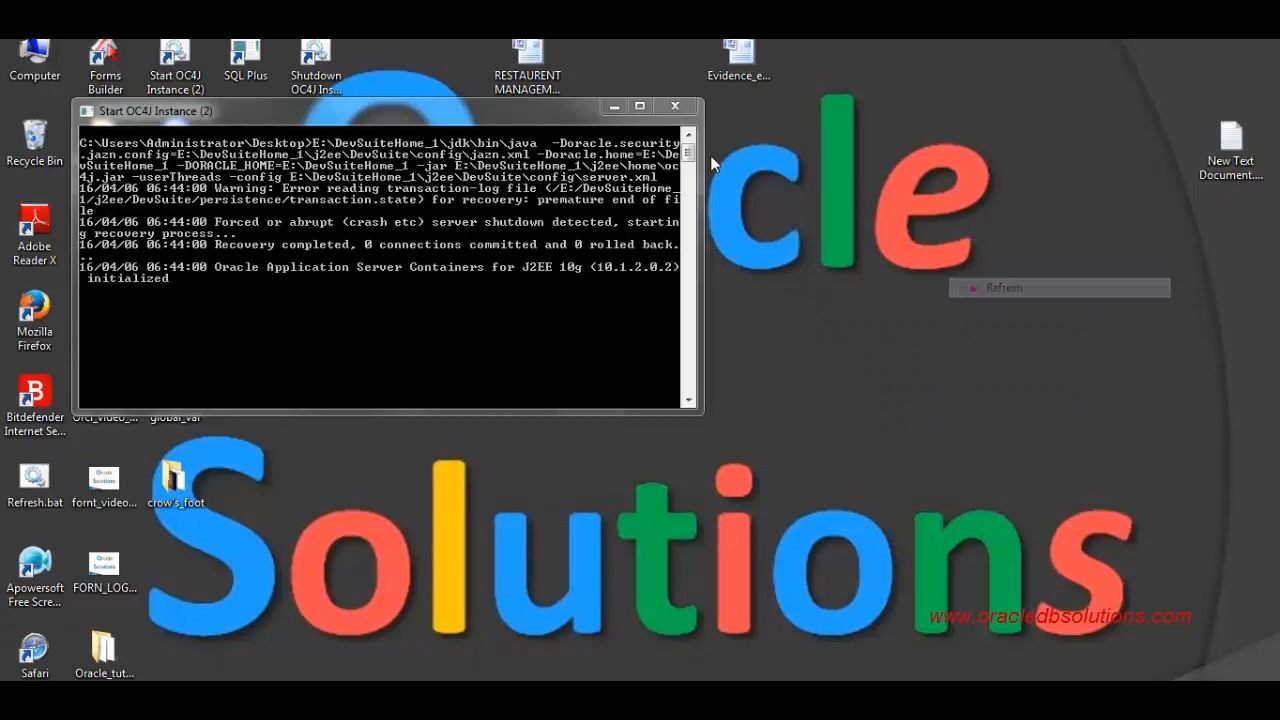 Computer
Forms
Builder
Start OC4J
Instance (2)
SQL Plus
Shutdown
OC4J Ins...
RESTAURENT
MANAGEM...
Evidence_e...
Start OC4J Instance (2)
C:\Users\Administrator\Desktop>E:\DevSuiteHome_1\jdk\bin\java -Doracle.security
.jazn.config=E:\DevSuiteHome_1\j2ee\DevSuite\config\jazn.xml -Doracle.home=E:\De
vSuiteHome_1 -DORACLE_HOME=E:\DevSuiteHome_1 -jar E:\DevSuiteHome_1\j2ee\home\oc
4j.jar -userThreads -config E:\DevSuiteHome_1\j2ee\DevSuite\config\server.xml
16/04/06 06:44:00 Warning: Error reading transaction-log file (/E:/DevSuiteHome_
1/j2ee/DevSuite/persistence/transaction.state) for recovery: premature end of fi
le
16/04/06 06:44:00 Forced or abrupt (crash etc) server shutdown detected, startin
g recovery process...
16/04/06 06:44:00 Recovery completed, 0 connections committed and 0 rolled back.
..
16/04/06 06:44:00 Oracle Application Server Containers for J2EE 10g (10.1.2.0.2)
initialized
cle
Recycle Bin
New Text
Document....
Adobe
Reader X
Refresh
Mozilla
Firefox
Bitdefender
Internet Se...
Orcl_video_...
global_var
Refresh.bat
fornt_video...
crow's_foot
Oracle
Solutions
Solutions
Apowersoft
Free Scre...
Oracle
Solutions
FORN_LOG...
www.oracledbsolutions.com
Safari
Oracle_tut...